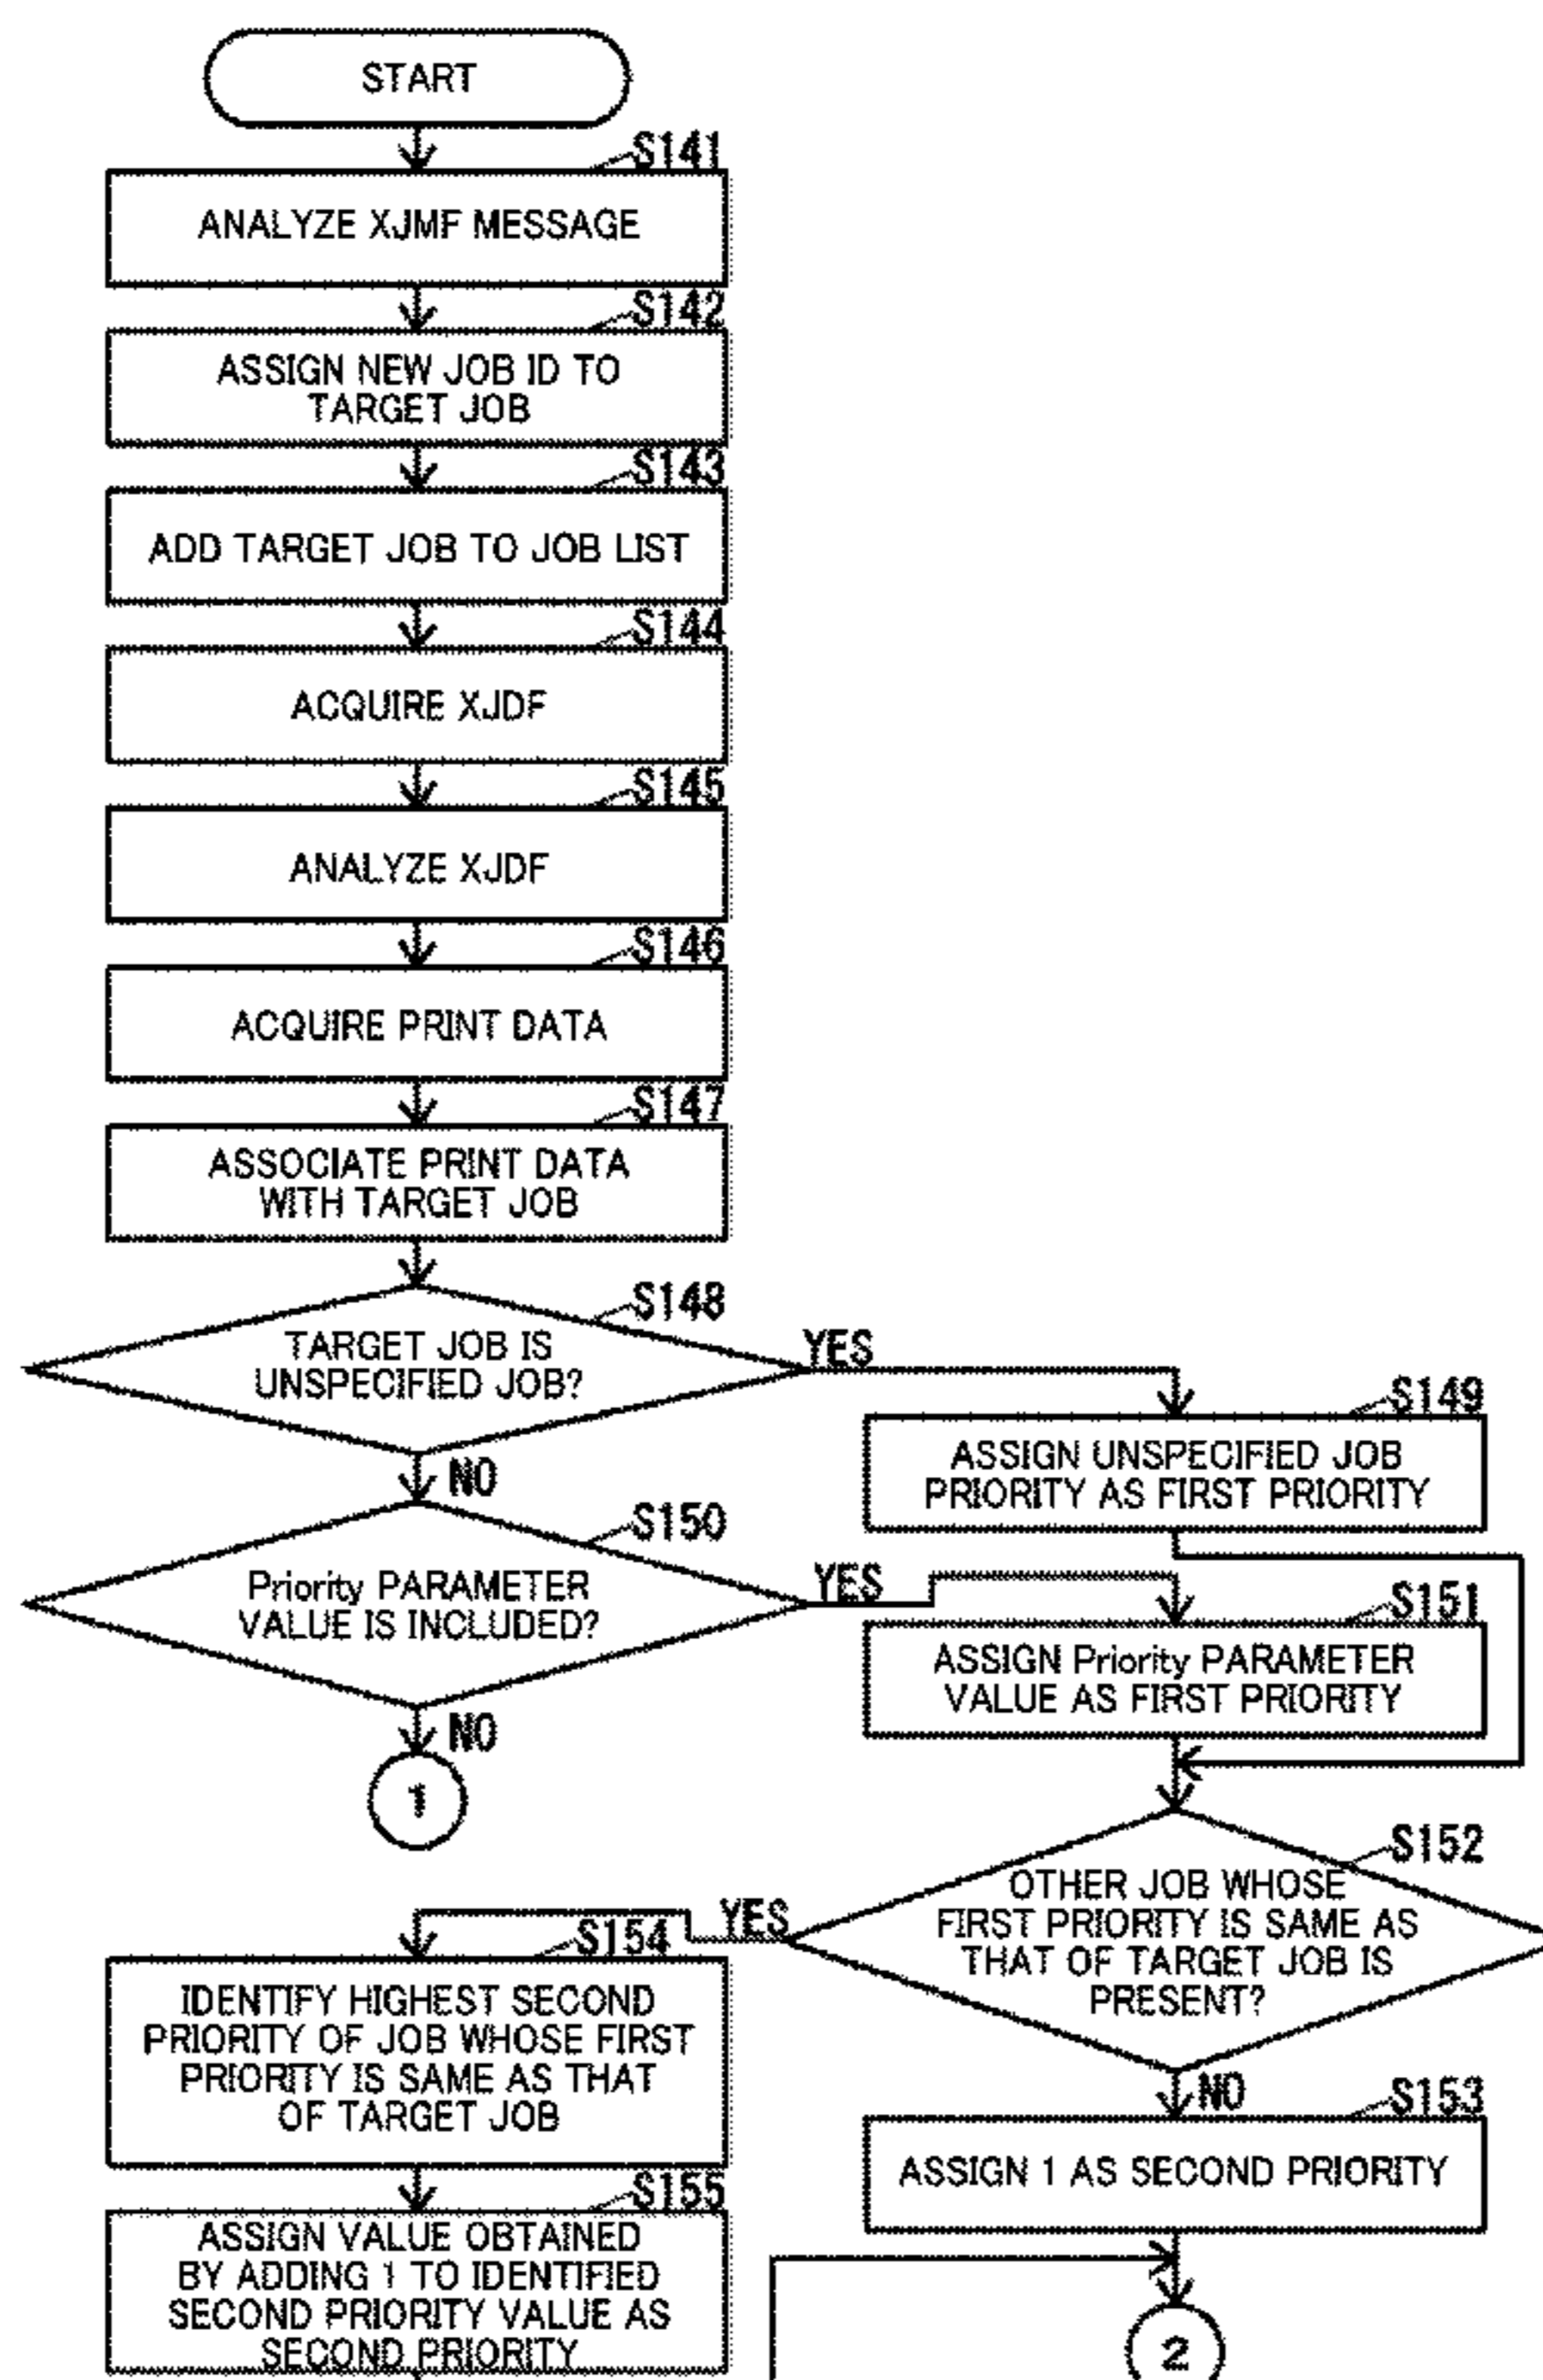 START
S141
ANALYZE XJMF MESSAGE
S142
ASSIGN NEW JOB ID TO
TARGET JOB
S143
ADD TARGET JOB TO JOB LIST
S144
ACQUIRE XJDF
S145
ANALYZE XJDF
S146
ACQUIRE PRINT DATA
S147
ASSOCIATE PRINT DATA
WITH TARGET JOB
S148
TARGET JOB IS
UNSPECIFIED JOB?
YES
NO
S149
ASSIGN UNSPECIFIED JOB
PRIORITY AS FIRST PRIORITY
S150
Priority PARAMETER
VALUE IS INCLUDED?
YES
NO
1
S151
ASSIGN Priority PARAMETER
VALUE AS FIRST PRIORITY
S152
OTHER JOB WHOSE
FIRST PRIORITY IS SAME AS
THAT OF TARGET JOB IS
PRESENT?
YES
NO
S154
IDENTIFY HIGHEST SECOND
PRIORITY OF JOB WHOSE FIRST
PRIORITY IS SAME AS THAT
OF TARGET JOB
S153
ASSIGN 1 AS SECOND PRIORITY
S155
ASSIGN VALUE OBTAINED
BY ADDING 1 TO IDENTIFIED
SECOND PRIORITY VALUE AS
SECOND PRIORITY
2